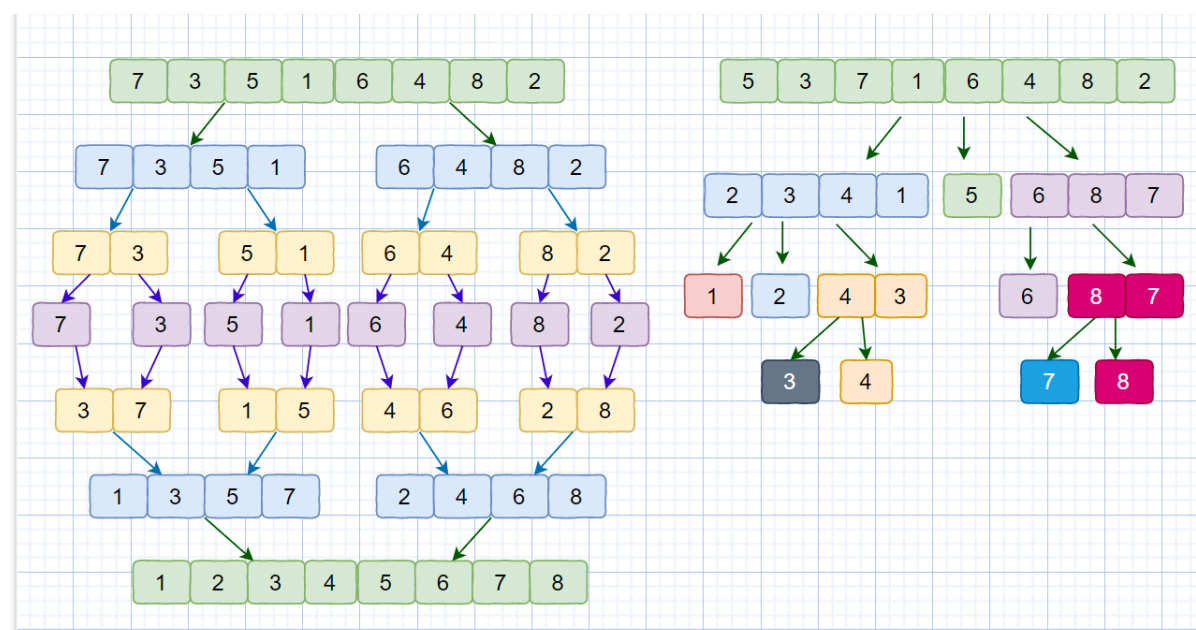 7 3 5 1 6 4 8 2
7 3 5 1 6 4 8 2
7 3 5 1 6 4 8 2
7 3 5 1 6 4 8 2
3 7 1 5 4 6 2 8
1 3 5 7 2 4 6 8
1 2 3 4 5 6 7 8
5 3 7 1 6 4 8 2
2 3 4 1 5 6 8 7
1 2 4 3 6 8 7
3 4 7 8